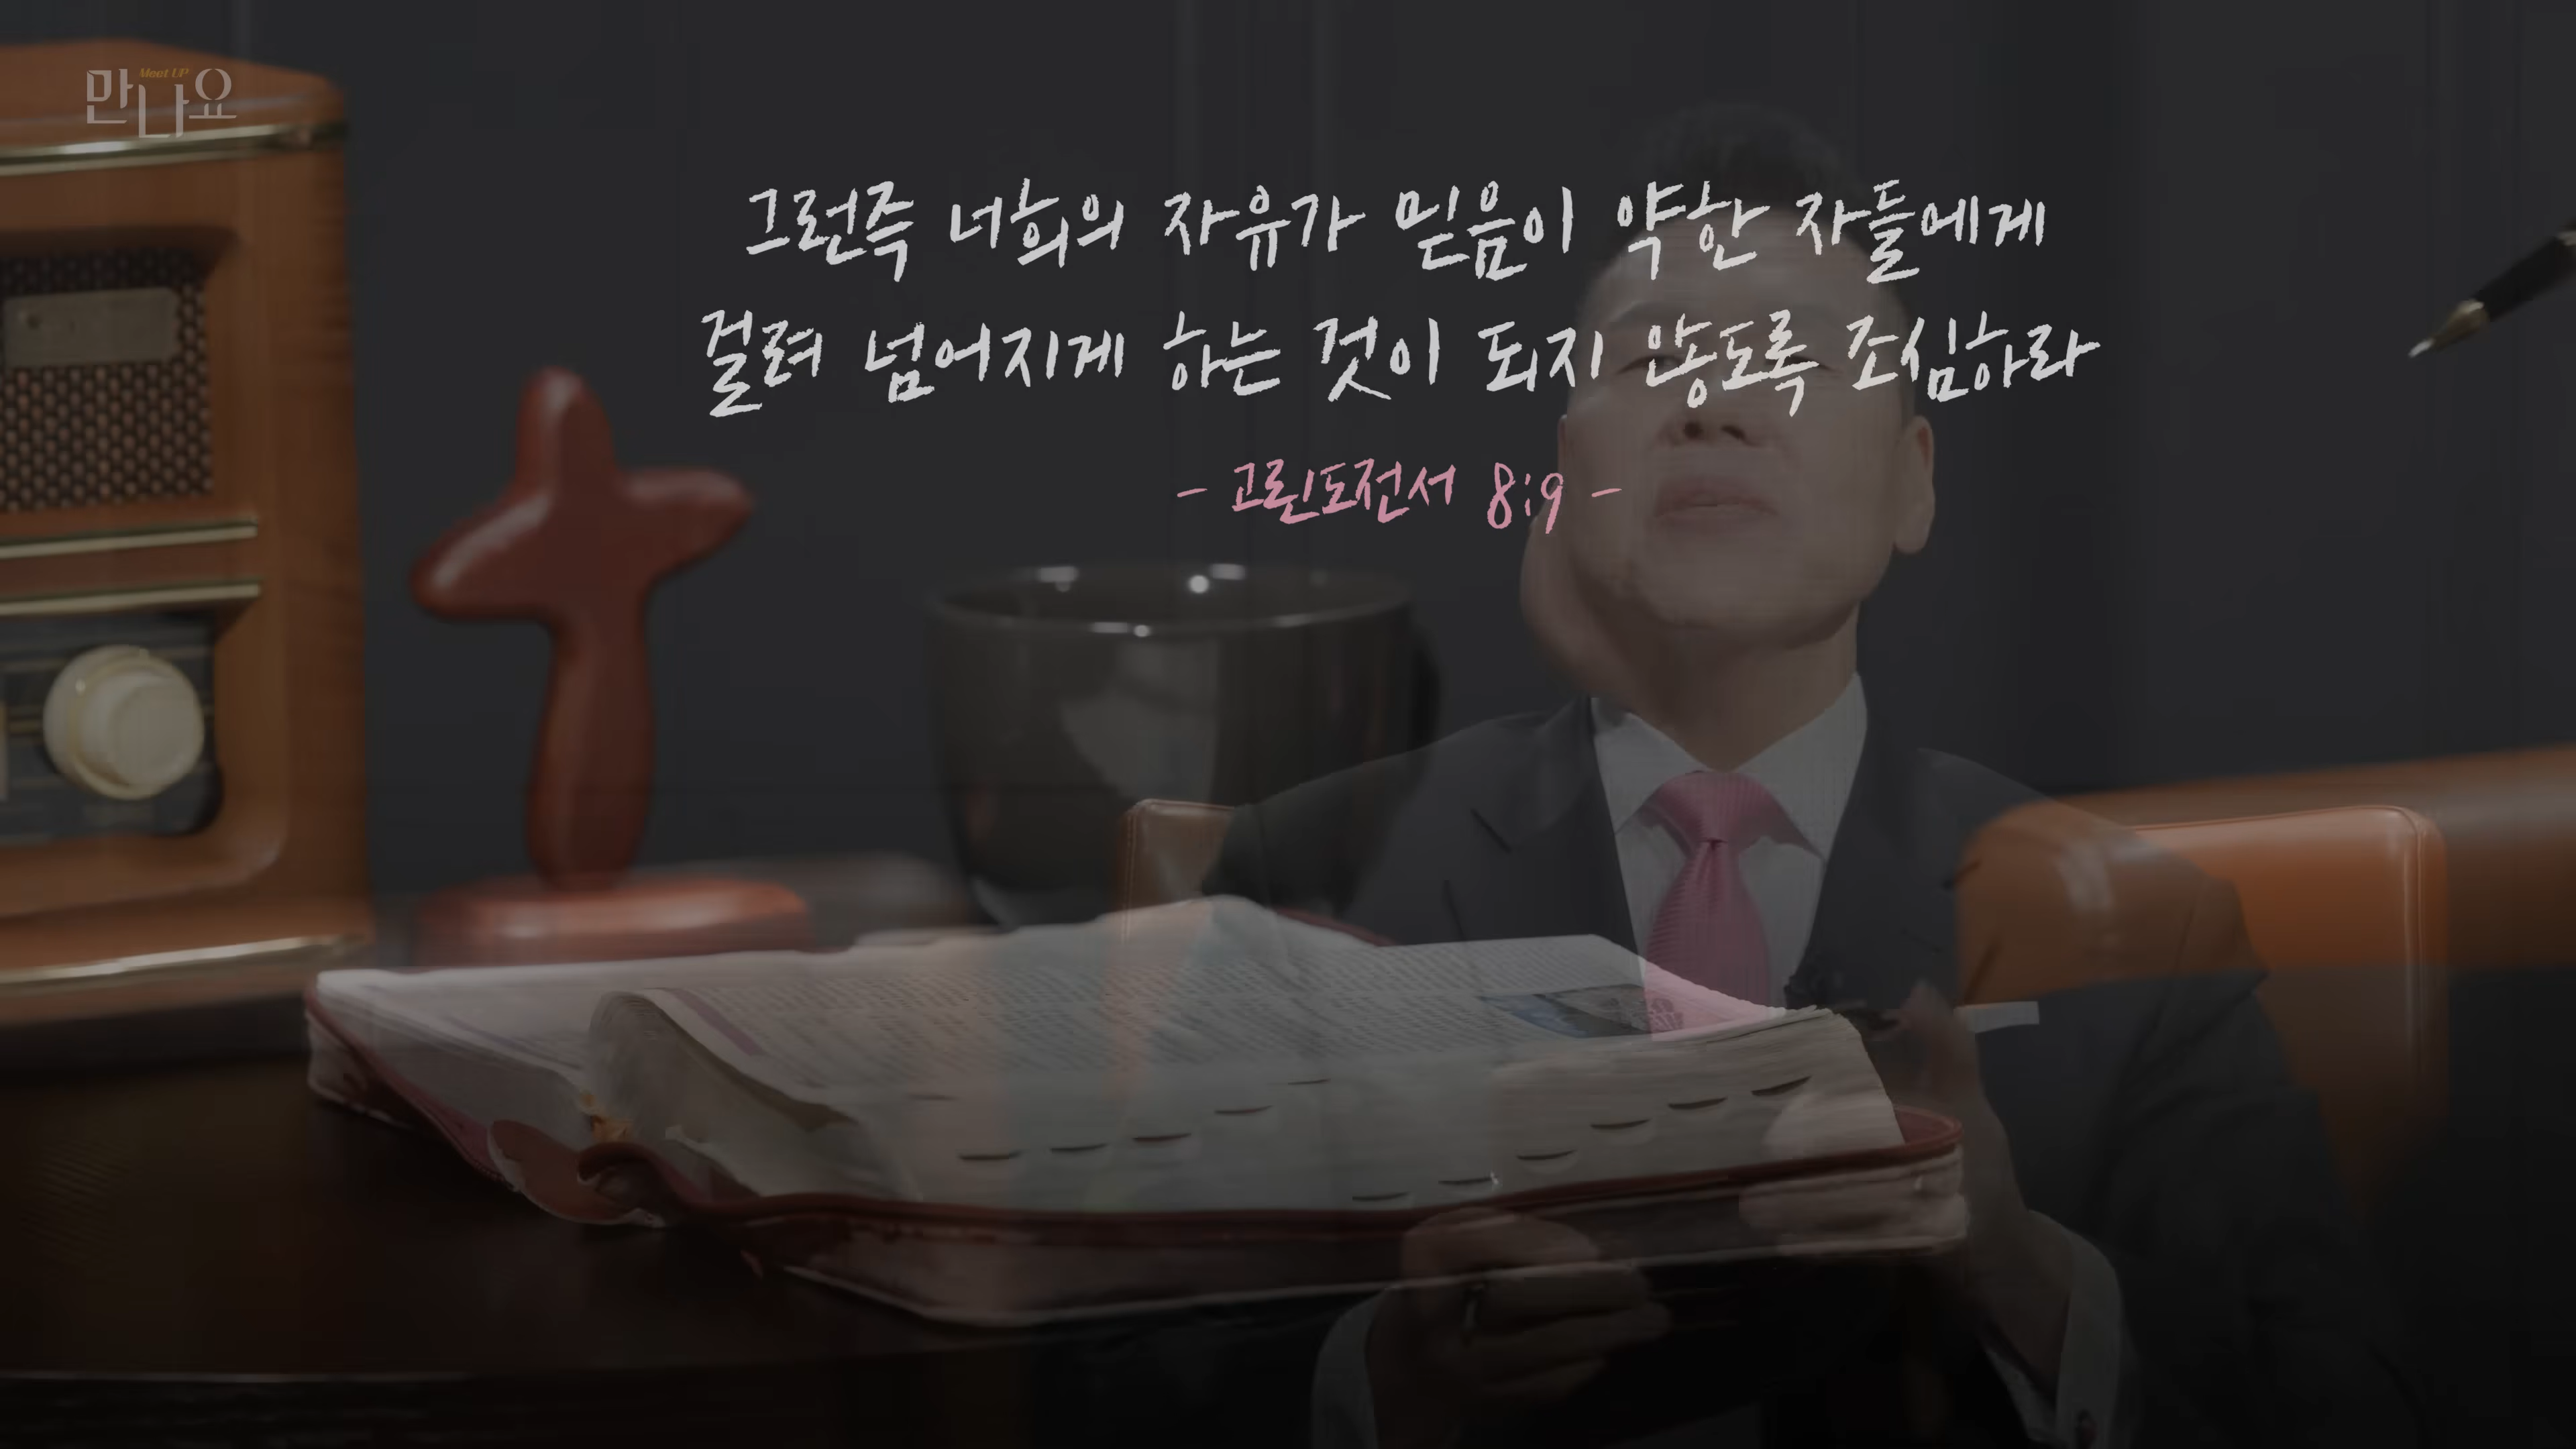 Meet UP
만나요
그런즉 너희의 자유가 믿음이 약한 자들에게
걸려 넘어지게 하는 것이 되지 않도록 조심하라
- 고린도전서 8:9 -